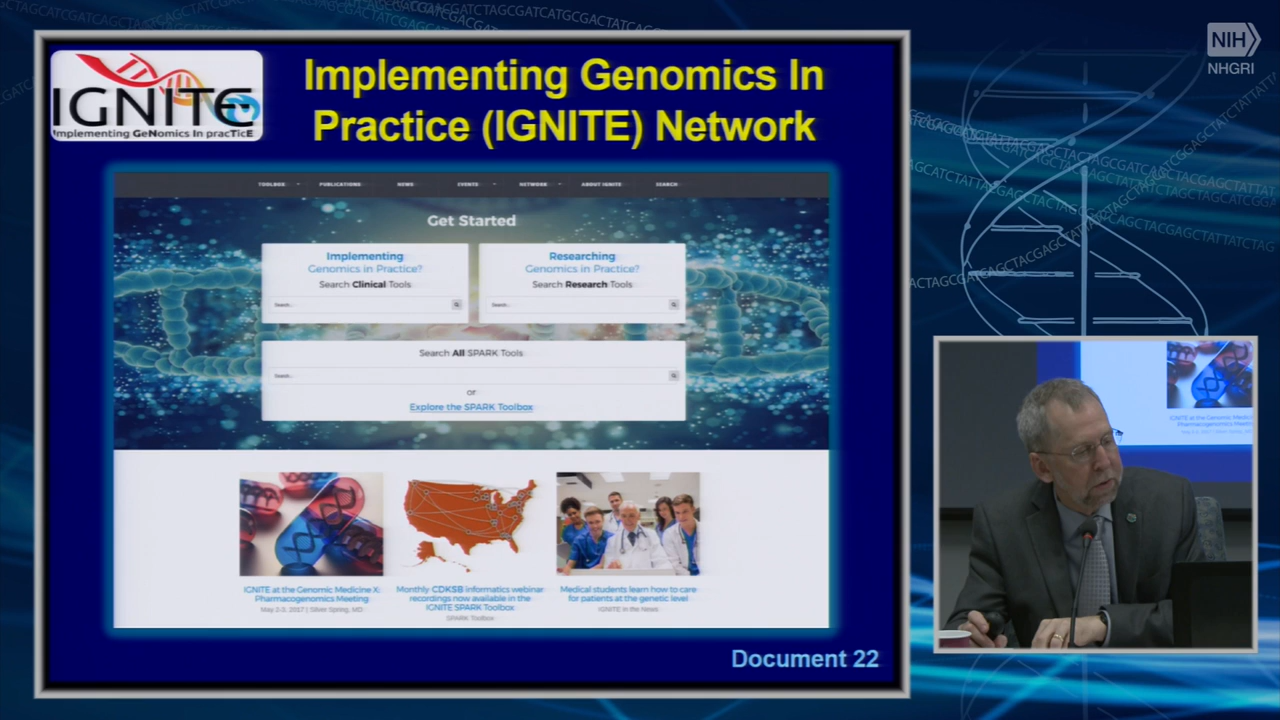 IGNITE
Implementing GeNomics In pracTicE
Implementing Genomics In
Practice (IGNITE) Network
TOOLBOX PUBLICATIONS NEWS EVENTS NETWORK ABOUT IGNITE SEARCH
Get Started
Implementing
Genomics in Practice?
Search Clinical Tools
Search...
Researching
Genomics in Practice?
Search Research Tools
Search...
Search All SPARK Tools
Search...
or
Explore the SPARK Toolbox
IGNITE at the Genomic Medicine X:
Pharmacogenomics Meeting
May 2-3, 2017 | Silver Spring, MD
Monthly CDKSB informatics webinar
recordings now available in the
IGNITE SPARK Toolbox
SPARK Toolbox
Medical students learn how to care
for patients at the genetic level
IGNITE in the News
Document 22
NIH
NHGRI